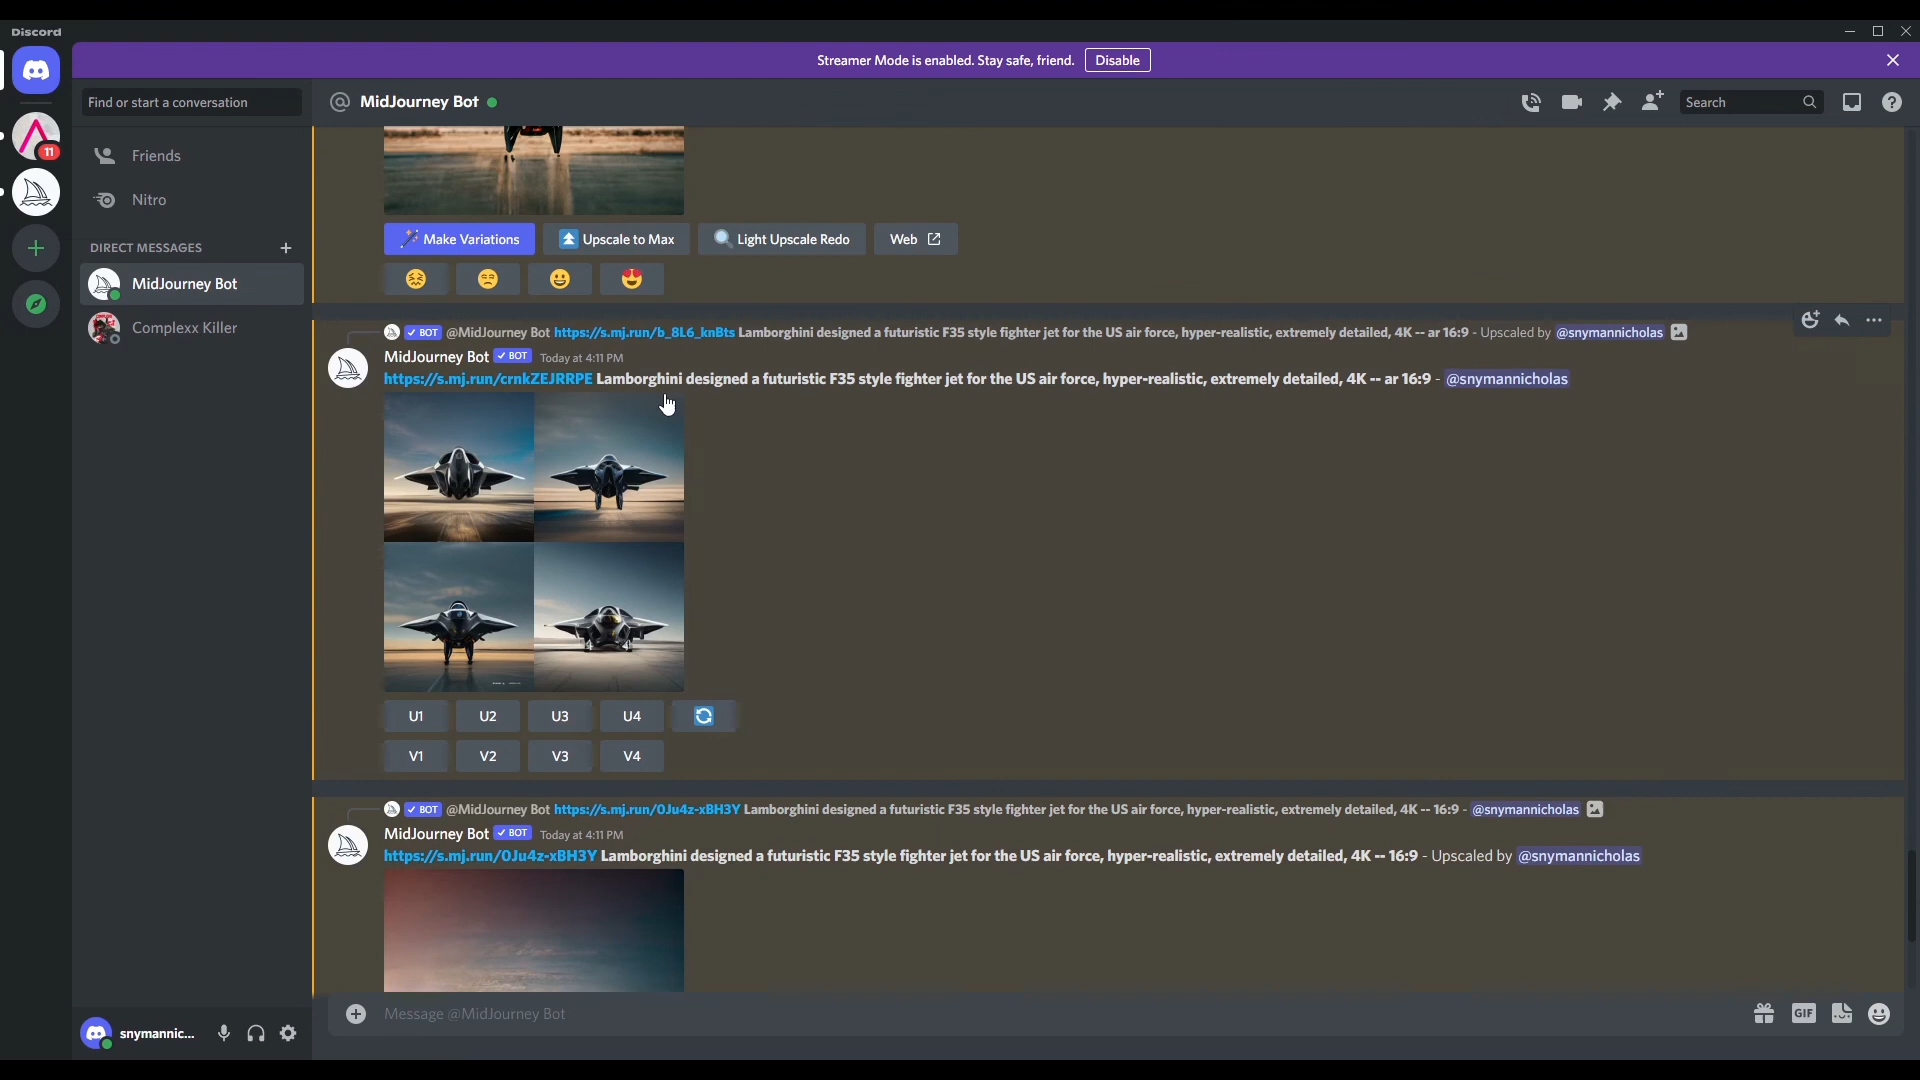 Discord
Streamer Mode is enabled. Stay safe, friend. Disable
Find or start a conversation
MidJourney Bot
Search
11
Friends
Nitro
DIRECT MESSAGES
MidJourney Bot
Complexx Killer
Make Variations Upscale to Max Light Upscale Redo Web
BOT @MidJourney Bot https://s.mj.run/b_8L6_knBts Lamborghini designed a futuristic F35 style fighter jet for the US air force, hyper-realistic, extremely detailed, 4K -- ar 16:9 - Upscaled by @snymannicholas
MidJourney Bot BOT Today at 4:11 PM
https://s.mj.run/crnkZEJRRPE Lamborghini designed a futuristic F35 style fighter jet for the US air force, hyper-realistic, extremely detailed, 4K -- ar 16:9 - @snymannicholas
U1 U2 U3 U4
V1 V2 V3 V4
BOT @MidJourney Bot https://s.mj.run/0Ju4z-xBH3Y Lamborghini designed a futuristic F35 style fighter jet for the US air force, hyper-realistic, extremely detailed, 4K -- 16:9 - @snymannicholas
MidJourney Bot BOT Today at 4:11 PM
https://s.mj.run/0Ju4z-xBH3Y Lamborghini designed a futuristic F35 style fighter jet for the US air force, hyper-realistic, extremely detailed, 4K -- 16:9 - Upscaled by @snymannicholas
Message @MidJourney Bot
GIF
snymannic...